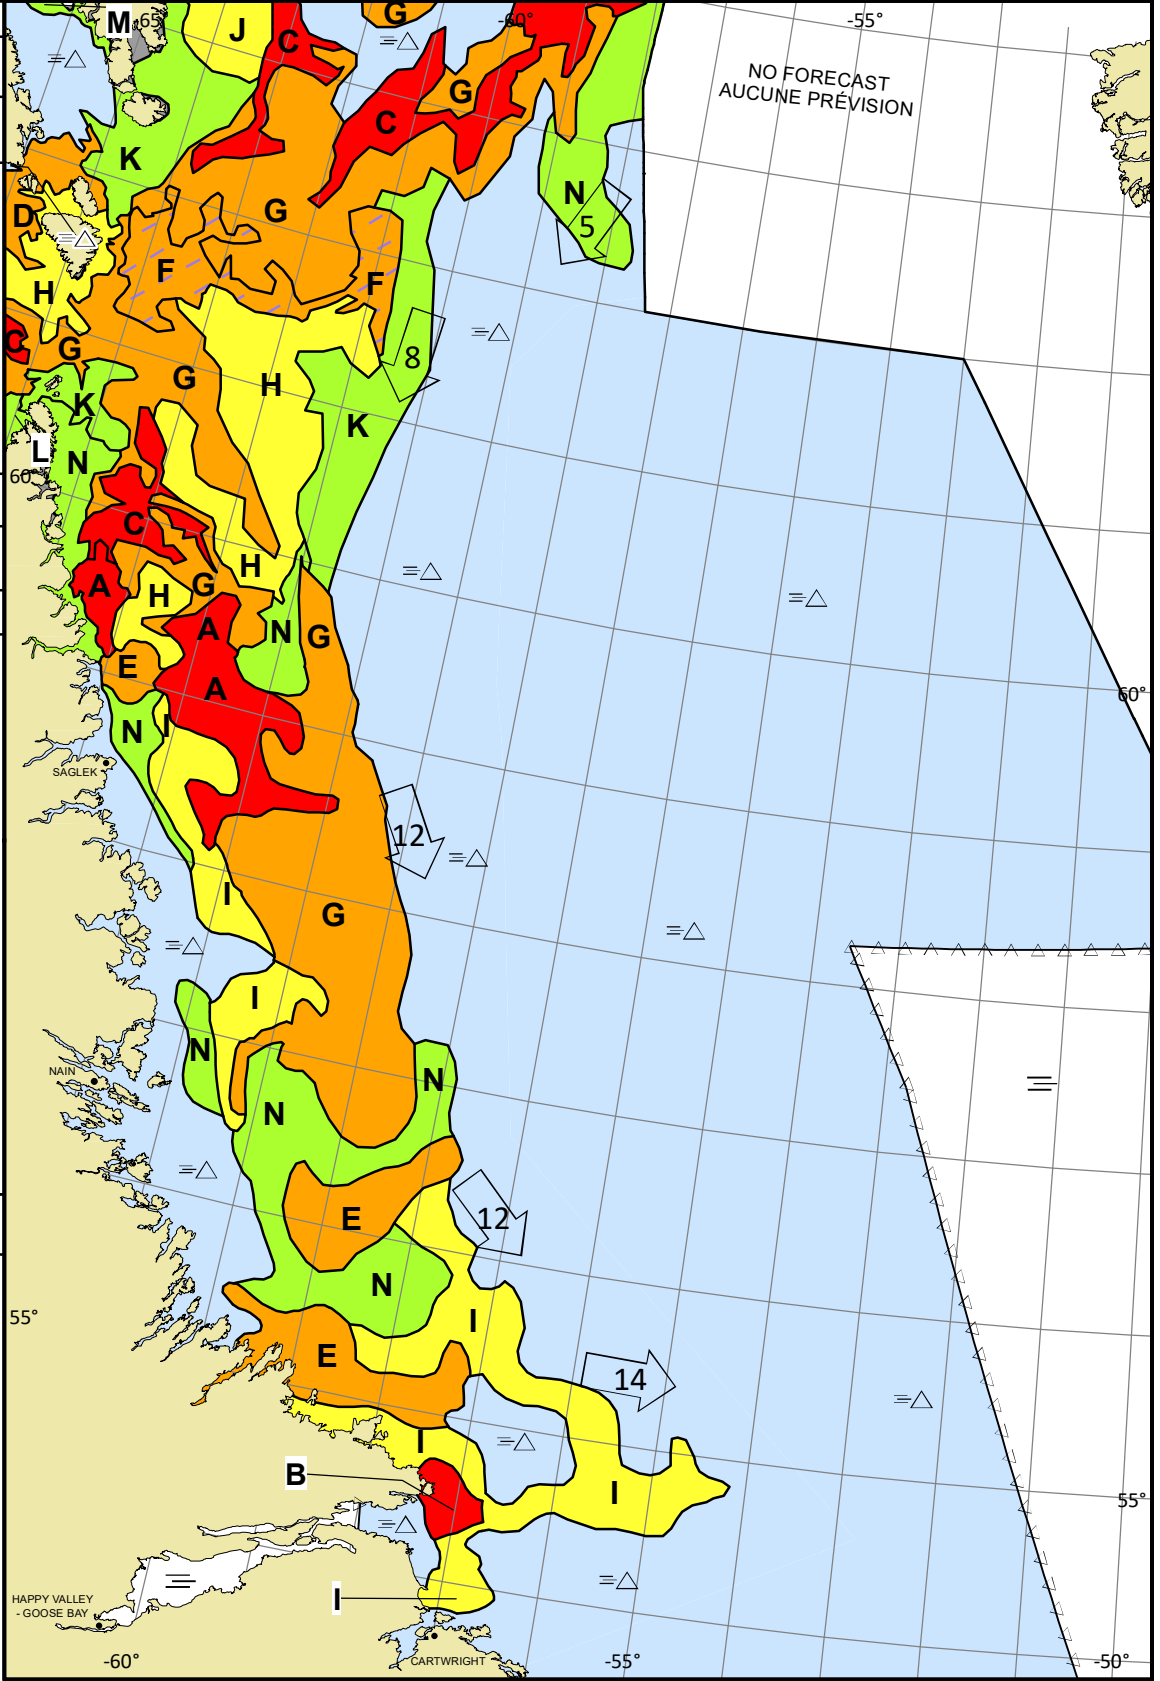 M
65
J
C
G
-60°
-55°
G
NO FORECAST
AUCUNE PRÉVISION
C
K
N
D
G
5
F
F
H
C
G
8
G
H
K
K
L
N
60°
C
H
A
H
G
A
N
G
E
A
60°
N
I
SAGLEK
12
I
G
I
N
NAIN
N
N
E
12
N
55°
I
E
14
I
B
I
55°
HAPPY VALLEY
- GOOSE BAY
I
-60°
CARTWRIGHT
-55°
-50°